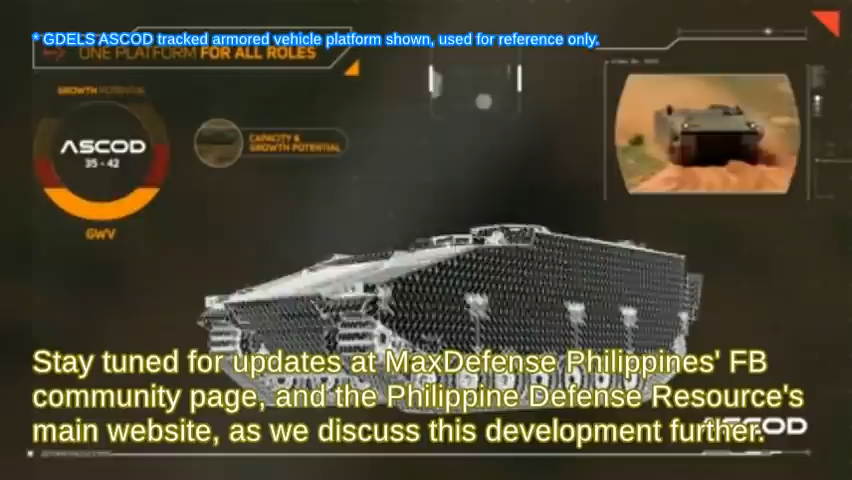 * GDELS ASCOD tracked armored vehicle platform shown, used for reference only.
ONE PLATFORM FOR ALL ROLES
GROWTH POTENTIAL
ASCOD
35 - 42
GWV
CAPACITY &
GROWTH POTENTIAL
Stay tuned for updates at MaxDefense Philippines' FB
community page, and the Philippine Defense Resource's
main website, as we discuss this development further.
ASCOD